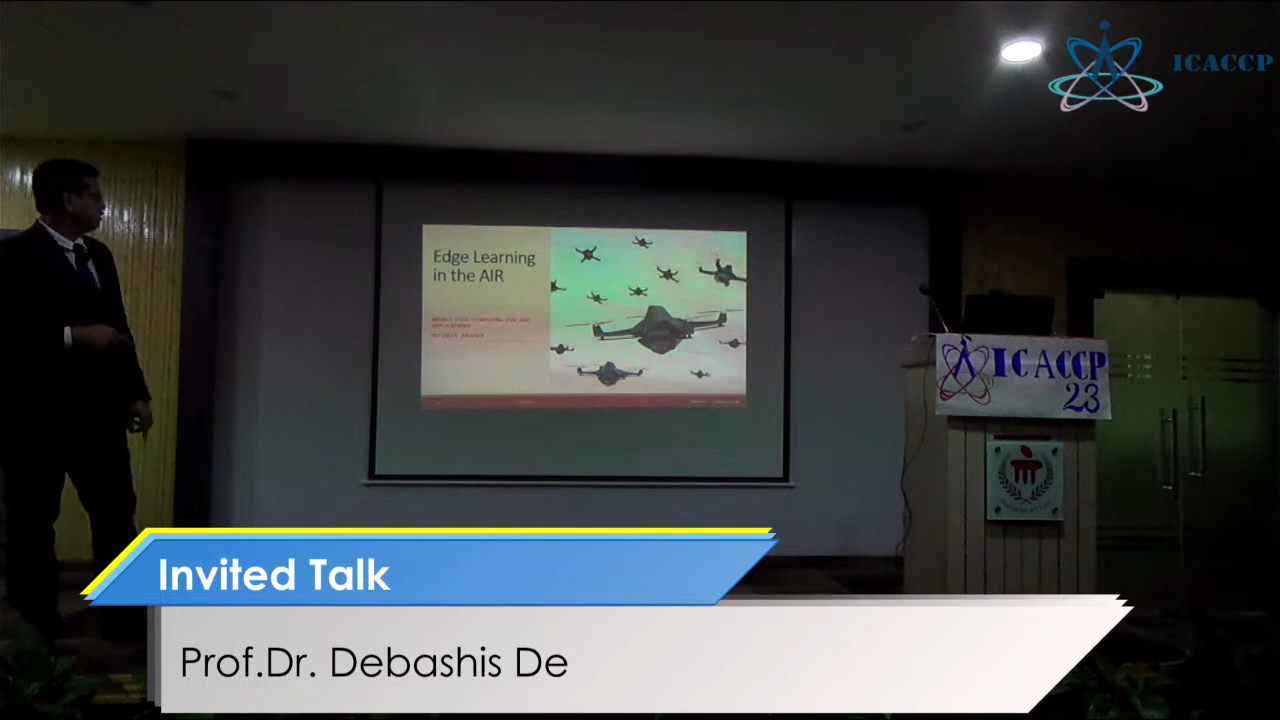 ICACCP
Edge Learning
in the AIR
ICACCP
23
Invited Talk
Prof.Dr. Debashis De